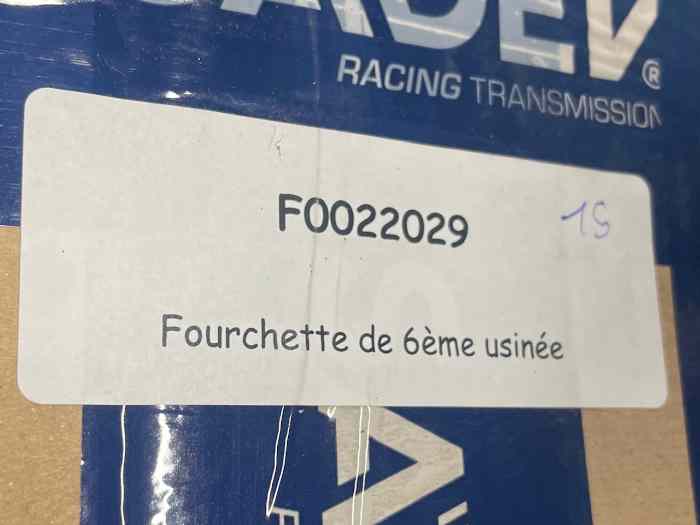 RACING TRANSMISSION
F0022029
15
Fourchette de 6ème usinée